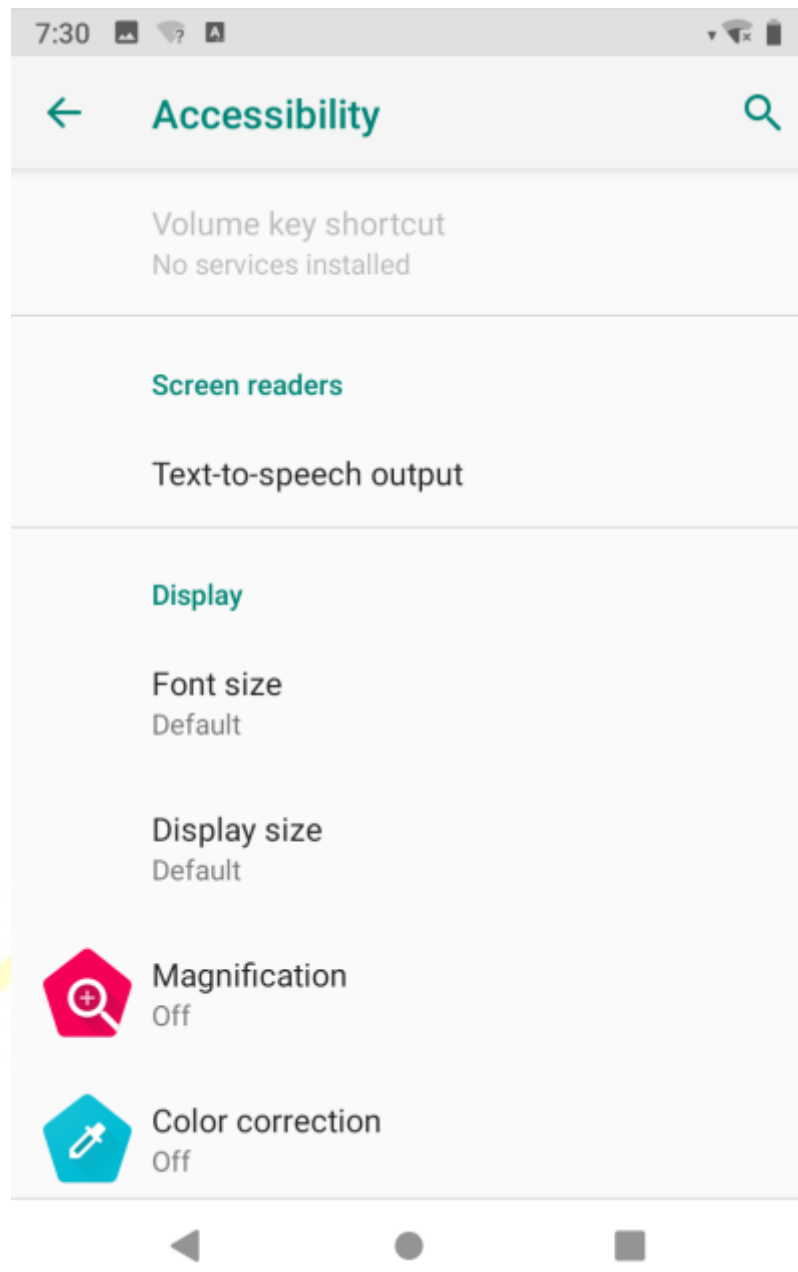 7:30
Accessibility
Volume key shortcut
No services installed
Screen readers
Text-to-speech output
Display
Font size
Default
Display size
Default
Magnification
Off
Color correction
Off